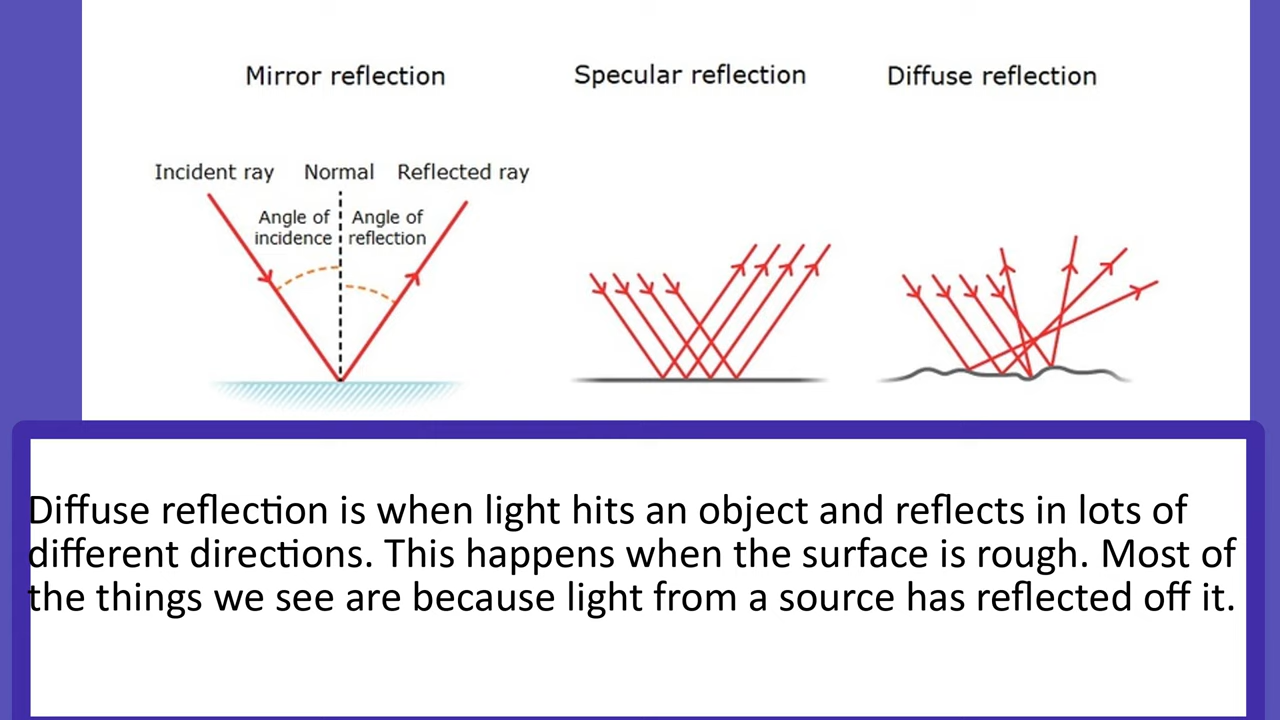 Mirror reflection
Specular reflection
Diffuse reflection
Incident ray
Normal
Reflected ray
Angle of
incidence
Angle of
reflection
Diffuse reflection is when light hits an object and reflects in lots of
different directions. This happens when the surface is rough. Most of
the things we see are because light from a source has reflected off it.